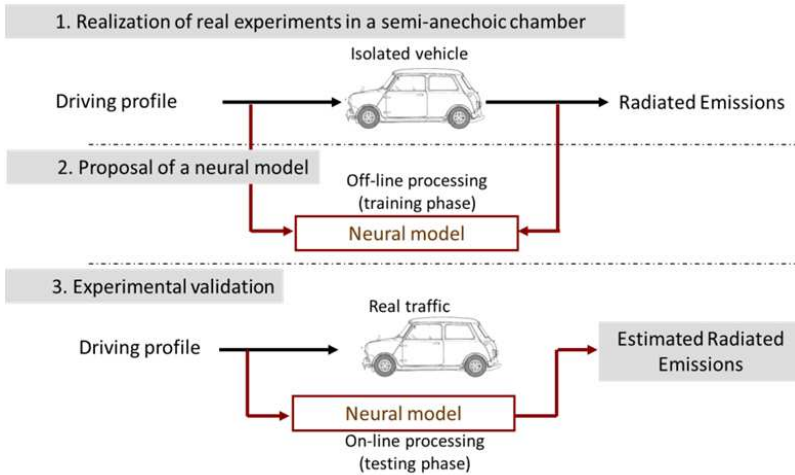 1. Realization of real experiments in a semi-anechoic chamber
Isolated vehicle
Driving profile
Radiated Emissions
2. Proposal of a neural model
Off-line processing
(training phase)
Neural model
3. Experimental validation
Real traffic
Driving profile
Estimated Radiated
Emissions
Neural model
On-line processing
(testing phase)